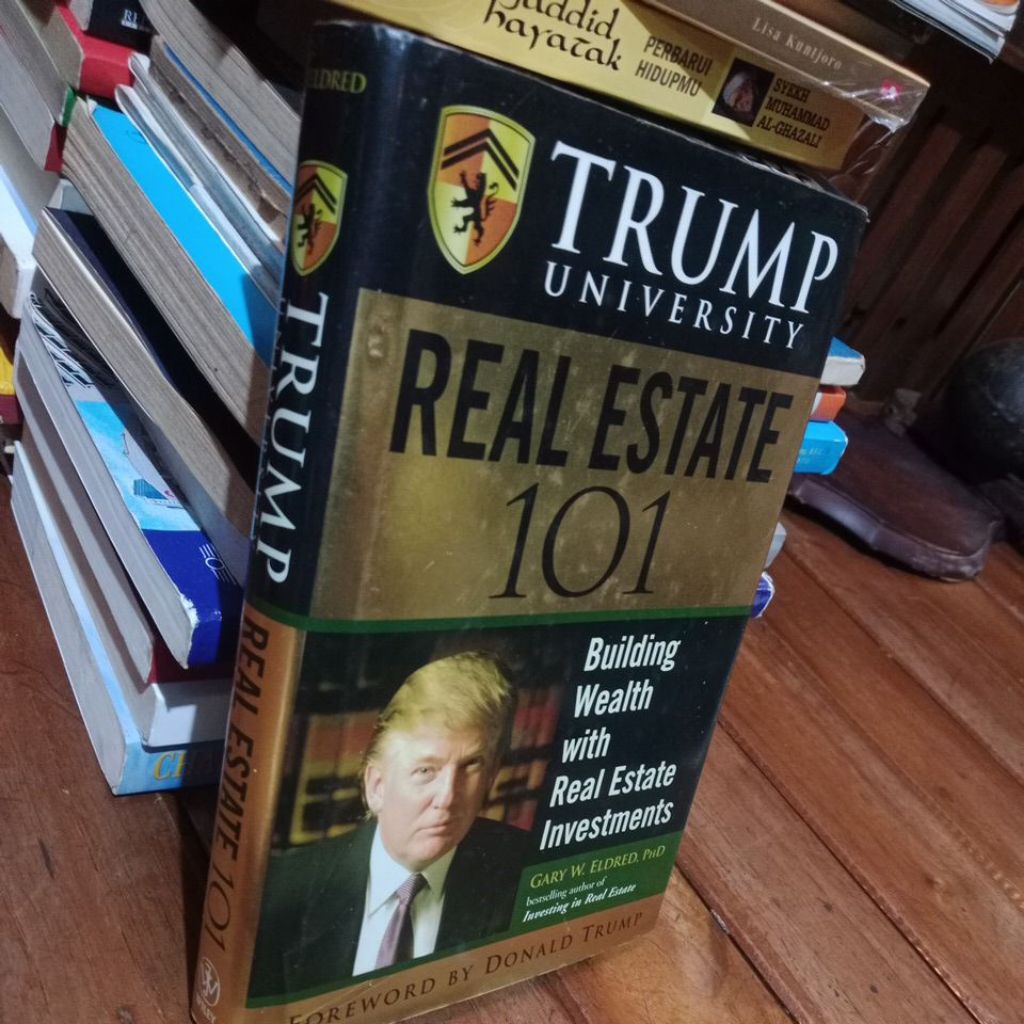 Lisa Kuntjoro
Jaddid
hayatak
PERBARUI
HIDUPMU
SYEKH
MUHAMMAD
AL-GHAZALI
TRUMP
UNIVERSITY
REAL ESTATE
101
Building
Wealth
with
Real Estate
Investments
GARY W. ELDRED, PHD
bestselling author of
Investing in Real Estate
FOREWORD BY DONALD TRUMP
ELDRED
TRUMP
REAL ESTATE 101
WILEY